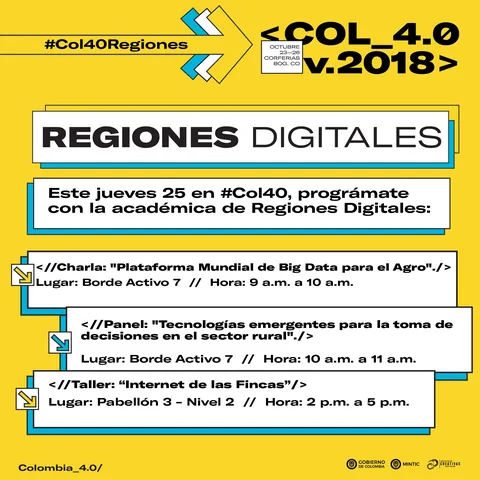 #Col40Regiones
<COL_4.0
v.2018>
OCTUBRE
23–26
CORFERIAS
BOG. CO
REGIONES DIGITALES
Este jueves 25 en #Col40, prográmate
con la académica de Regiones Digitales:
<//Charla: "Plataforma Mundial de Big Data para el Agro"./>
Lugar: Borde Activo 7 // Hora: 9 a.m. a 10 a.m.
<//Panel: "Tecnologías emergentes para la toma de
decisiones en el sector rural"./>
Lugar: Borde Activo 7 // Hora: 10 a.m. a 11 a.m.
<//Taller: “Internet de las Fincas”/>
Lugar: Pabellón 3 - Nivel 2 // Hora: 2 p.m. a 5 p.m.
Colombia_4.0/
GOBIERNO
DE COLOMBIA
MINTIC